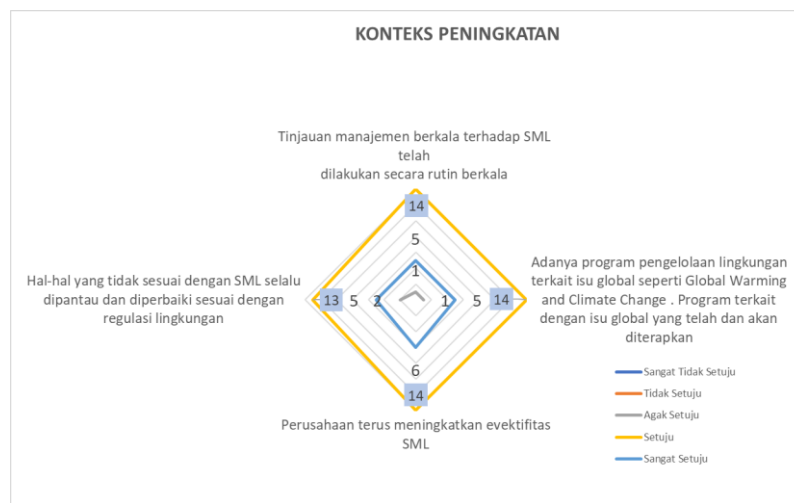 KONTEKS PENINGKATAN
Tinjauan manajemen berkala terhadap SML
telah
dilakukan secara rutin berkala
14
5
1
Adanya program pengelolaan lingkungan
terkait isu global seperti Global Warming
and Climate Change . Program terkait
dengan isu global yang telah dan akan
diterapkan
Hal-hal yang tidak sesuai dengan SML selalu
dipantau dan diperbaiki sesuai dengan
regulasi lingkungan
13 5 2 1 5 14
6
14
Perusahaan terus meningkatkan evektifitas
SML
Sangat Tidak Setuju
Tidak Setuju
Agak Setuju
Setuju
Sangat Setuju